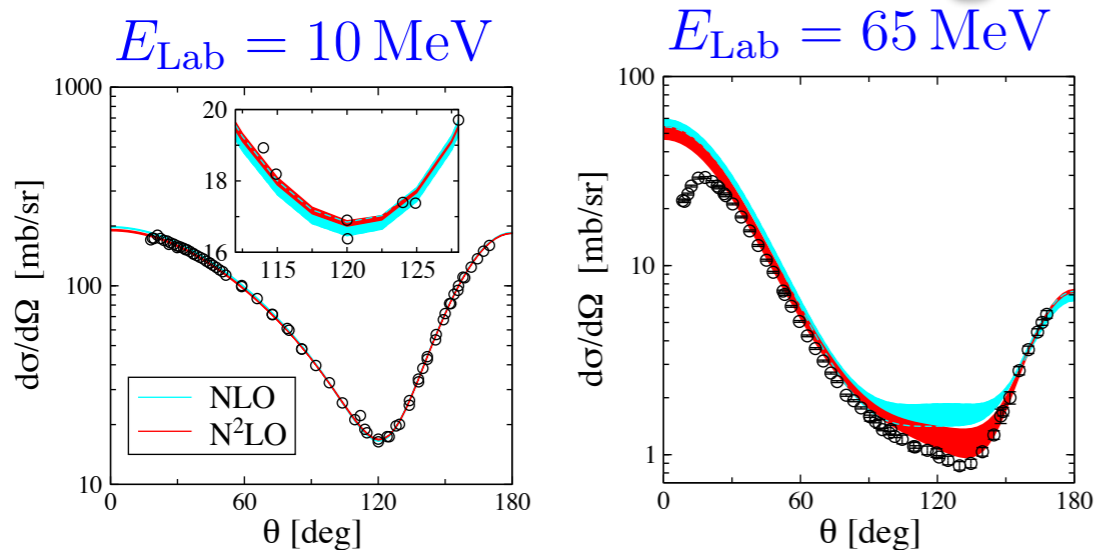 E_Lab = 10 MeV
1000
100
10
dσ/dΩ [mb/sr]
20
18
16
115 120 125
NLO
N²LO
0 60 120 180
θ [deg]
E_Lab = 65 MeV
100
10
1
dσ/dΩ [mb/sr]
0 60 120 180
θ [deg]